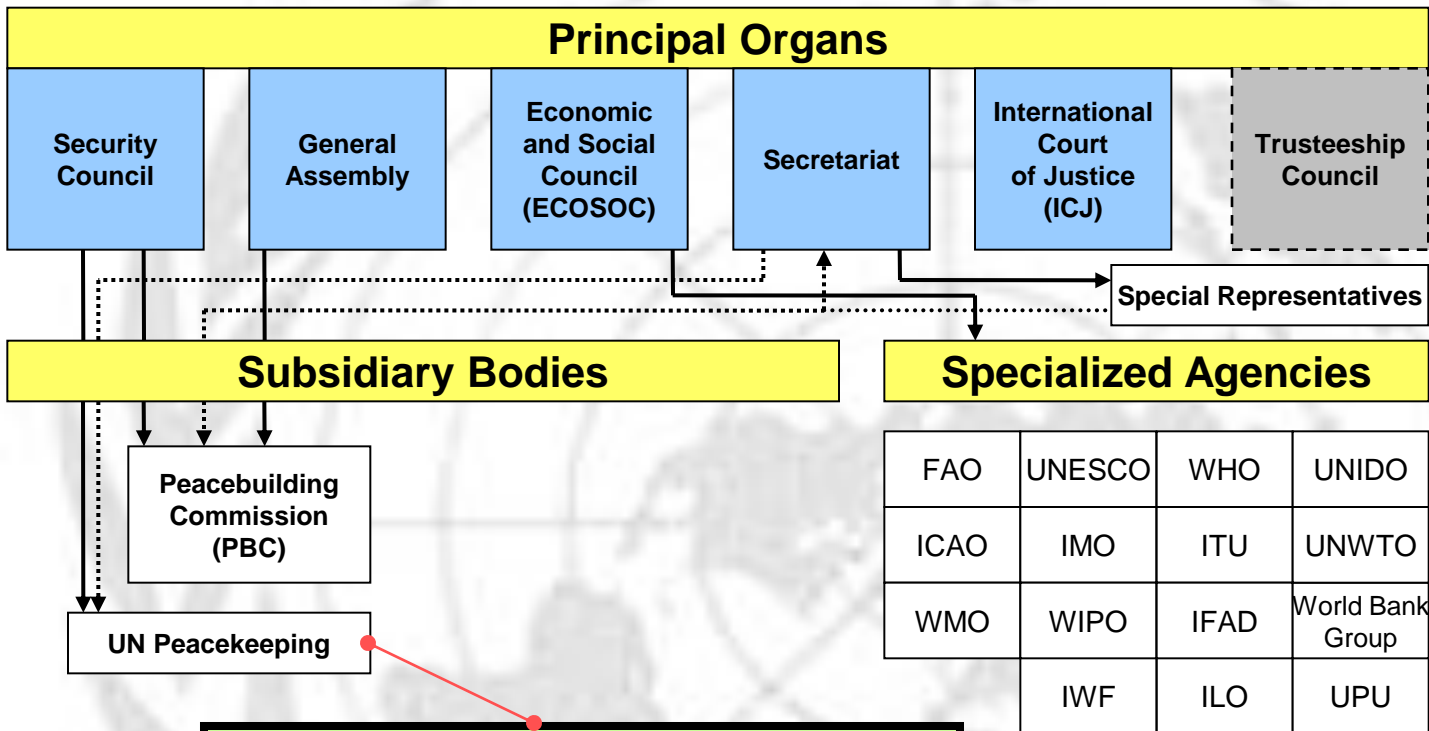 Principal Organs
Security
Council
General
Assembly
Economic
and Social
Council
(ECOSOC)
Secretariat
International
Court
of Justice
(ICJ)
Trusteeship
Council
Special Representatives
Subsidiary Bodies
Specialized Agencies
Peacebuilding
Commission
(PBC)
UN Peacekeeping
FAO
UNESCO
WHO
UNIDO
ICAO
IMO
ITU
UNWTO
WMO
WIPO
IFAD
World Bank
Group
IWF
ILO
UPU